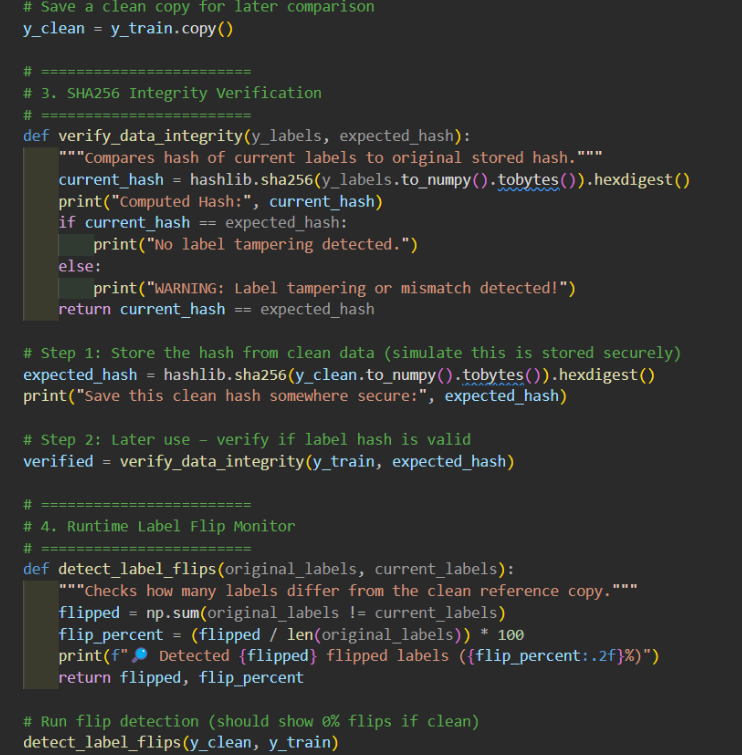 # Save a clean copy for later comparison
y_clean = y_train.copy()
# ========================
# 3. SHA256 Integrity Verification
# ========================
def verify_data_integrity(y_labels, expected_hash):
"""Compares hash of current labels to original stored hash."""
current_hash = hashlib.sha256(y_labels.to_numpy().tobytes()).hexdigest()
print("Computed Hash:", current_hash)
if current_hash == expected_hash:
print("No label tampering detected.")
else:
print("WARNING: Label tampering or mismatch detected!")
return current_hash == expected_hash
# Step 1: Store the hash from clean data (simulate this is stored securely)
expected_hash = hashlib.sha256(y_clean.to_numpy().tobytes()).hexdigest()
print("Save this clean hash somewhere secure:", expected_hash)
# Step 2: Later use – verify if label hash is valid
verified = verify_data_integrity(y_train, expected_hash)
# ========================
# 4. Runtime Label Flip Monitor
# ========================
def detect_label_flips(original_labels, current_labels):
"""Checks how many labels differ from the clean reference copy."""
flipped = np.sum(original_labels != current_labels)
flip_percent = (flipped / len(original_labels)) * 100
print(f"🔎 Detected {flipped} flipped labels ({flip_percent:.2f}%)")
return flipped, flip_percent
# Run flip detection (should show 0% flips if clean)
detect_label_flips(y_clean, y_train)